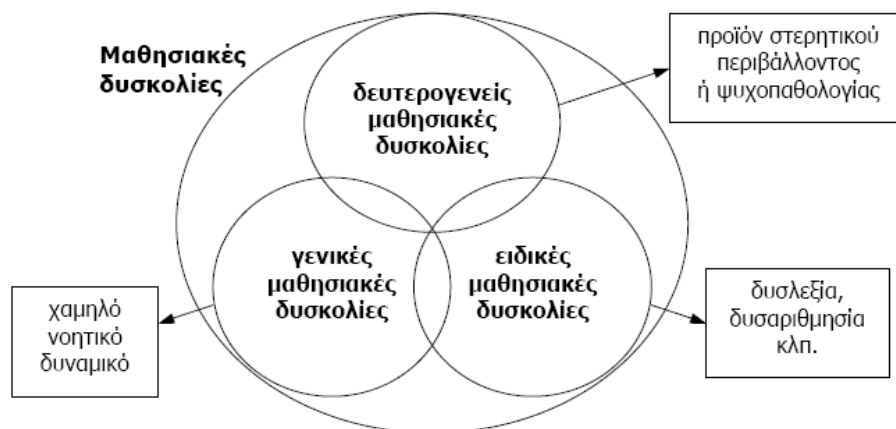 Μαθησιακές
δυσκολίες
δευτερογενείς
μαθησιακές
δυσκολίες
προϊόν στερητικού
περιβάλλοντος
ή ψυχοπαθολογίας
γενικές
μαθησιακές
δυσκολίες
ειδικές
μαθησιακές
δυσκολίες
χαμηλό
νοητικό
δυναμικό
δυσλεξία,
δυσαριθμησία
κλπ.